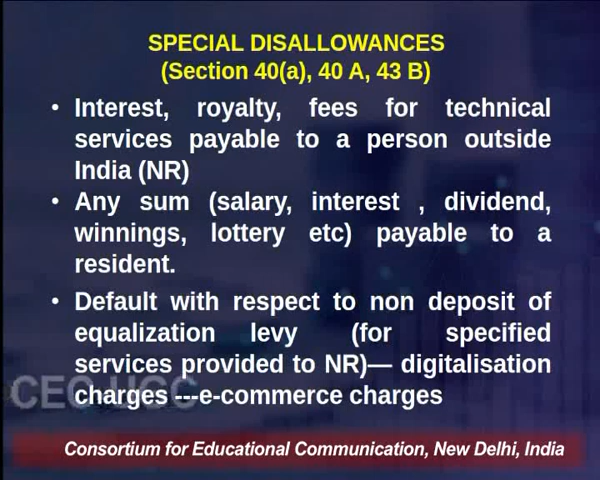 SPECIAL DISALLOWANCES
(Section 40(a), 40 A, 43 B)
• Interest, royalty, fees for technical
services payable to a person outside
India (NR)
• Any sum (salary, interest , dividend,
winnings, lottery etc) payable to a
resident.
• Default with respect to non deposit of
equalization levy (for specified
services provided to NR)— digitalisation
charges ---e-commerce charges
CEC-UGC
Consortium for Educational Communication, New Delhi, India